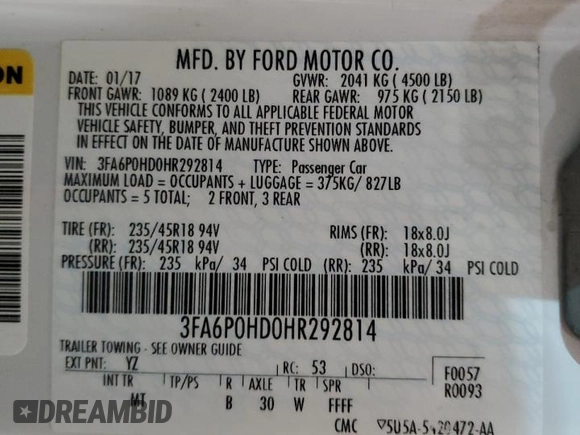 ON
MFD. BY FORD MOTOR CO.
DATE: 01/17 GVWR: 2041 KG ( 4500 LB)
FRONT GAWR: 1089 KG ( 2400 LB) REAR GAWR: 975 KG ( 2150 LB)
THIS VEHICLE CONFORMS TO ALL APPLICABLE FEDERAL MOTOR
VEHICLE SAFETY, BUMPER, AND THEFT PREVENTION STANDARDS
IN EFFECT ON THE DATE OF MANUFACTURE SHOWN ABOVE.
VIN: 3FA6P0HD0HR292814 TYPE: Passenger Car
MAXIMUM LOAD = OCCUPANTS + LUGGAGE = 375KG/ 827LB
OCCUPANTS = 5 TOTAL; 2 FRONT, 3 REAR
TIRE (FR): 235/45R18 94V RIMS (FR): 18x8.0J
(RR): 235/45R18 94V (RR): 18x8.0J
PRESSURE (FR): 235 kPa/ 34 PSI COLD (RR): 235 kPa/ 34 PSI COLD
3FA6P0HD0HR292814
TRAILER TOWING - SEE OWNER GUIDE
EXT PNT: YZ RC: 53 DSO: F0057
R0093
INT TR TP/PS R AXLE TR SPR
MT B 30 W FFFF
CMC
DREAMBID